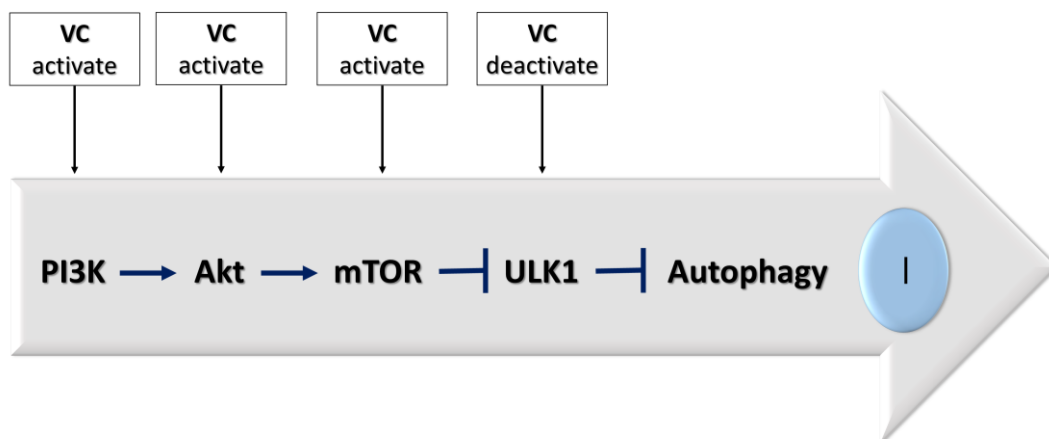 VC
activate
VC
activate
VC
activate
VC
deactivate
PI3K Akt mTOR ULK1 Autophagy I